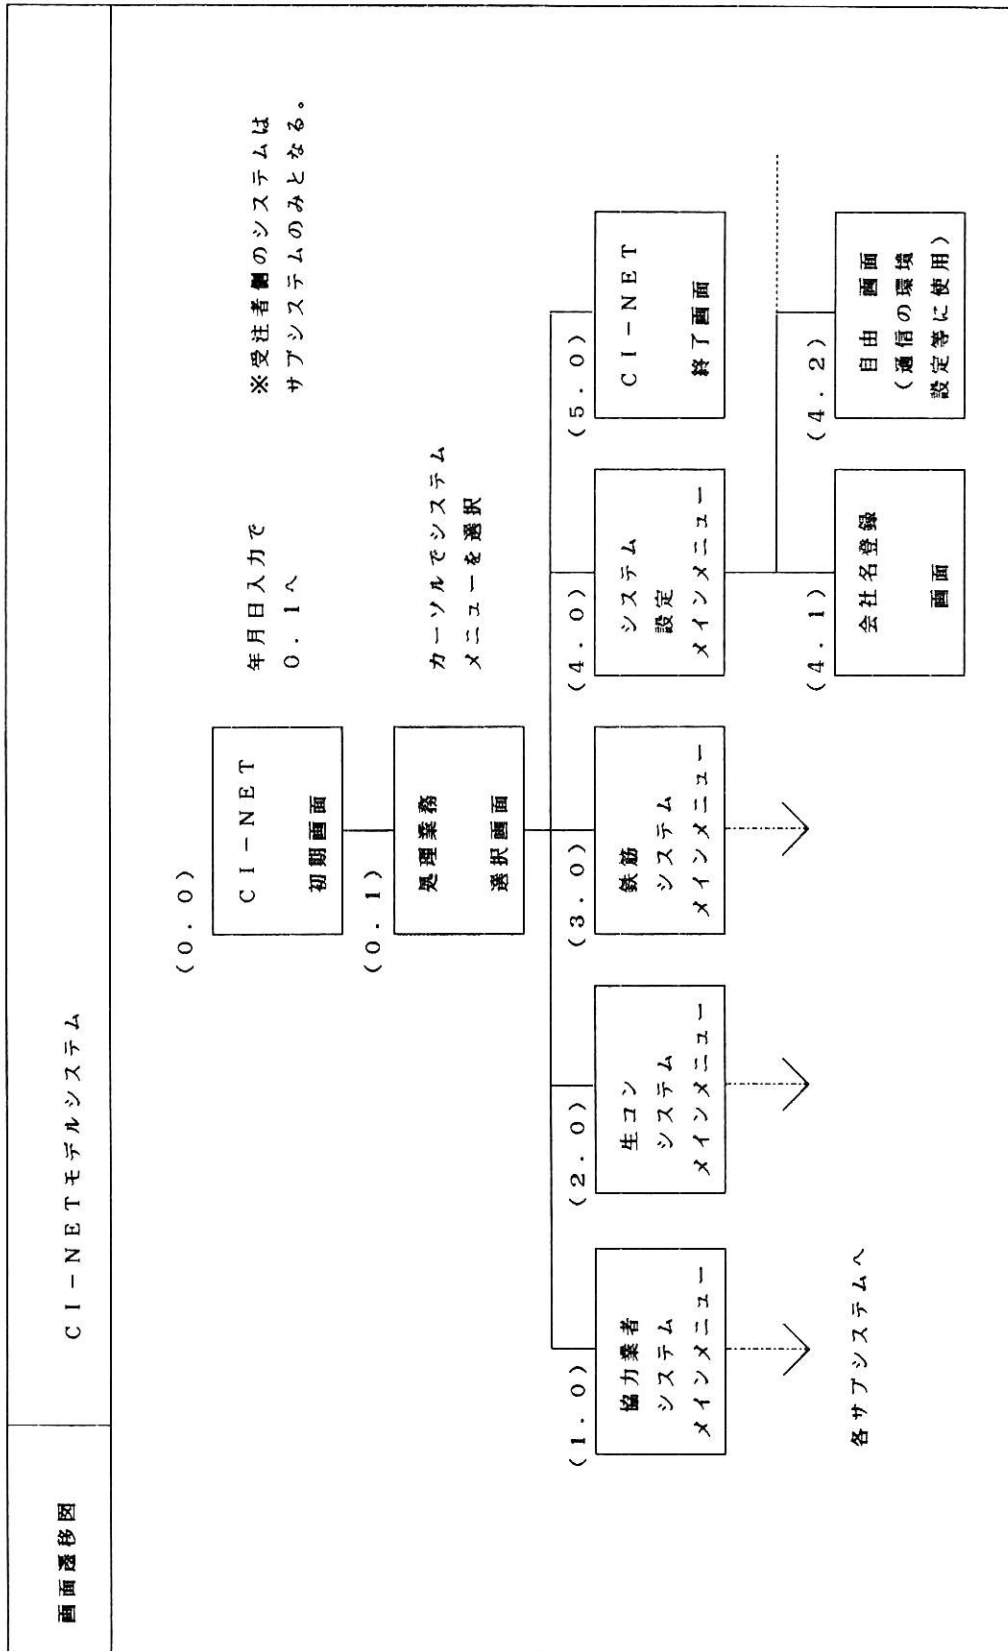 画面遷移図
CI-NETモデルシステム
(0.0)
CI-NET
初期画面
年月日入力で
0.1へ
※受注者側のシステムは
サブシステムのみとなる。
(0.1)
処理業務
選択画面
カーソルでシステム
メニューを選択
(1.0)
協力業者
システム
メインメニュー
(2.0)
生コン
システム
メインメニュー
(3.0)
鉄筋
システム
メインメニュー
(4.0)
システム
設定
メインメニュー
(5.0)
CI-NET
終了画面
各サブシステムへ
(4.1)
会社名登録
画面
(4.2)
自由 画面
(通信の環境
設定等に使用)